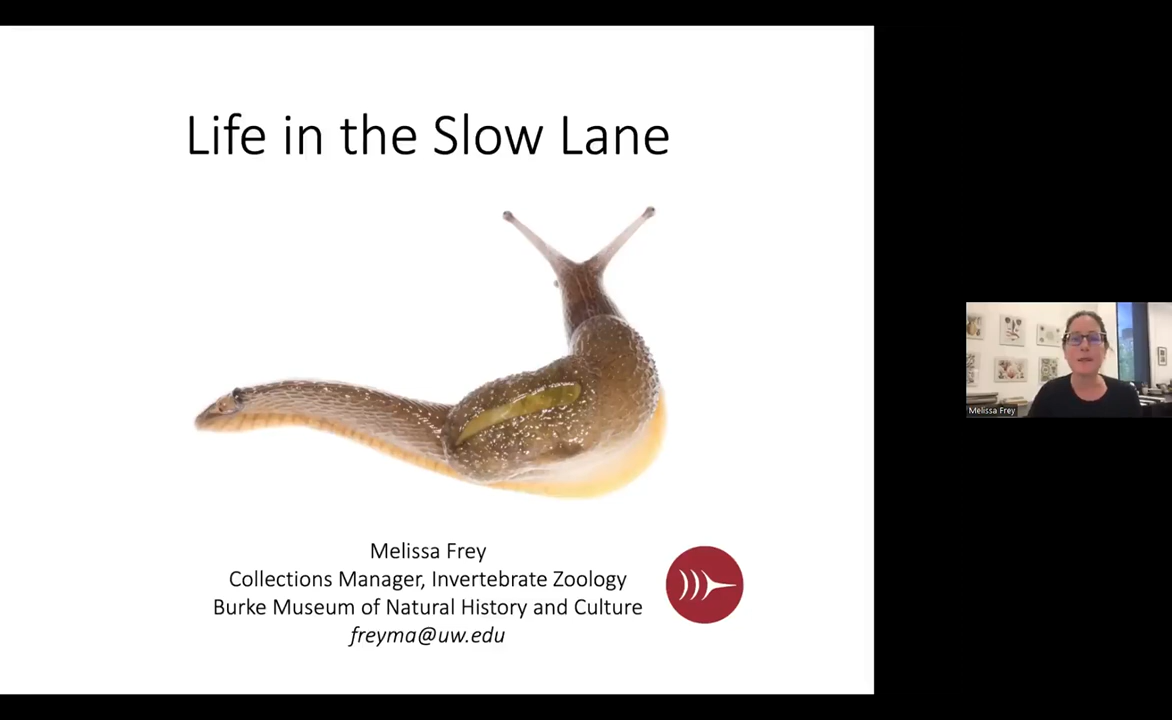 Life in the Slow Lane
Melissa Frey
Collections Manager, Invertebrate Zoology
Burke Museum of Natural History and Culture
freyma@uw.edu
Melissa Frey